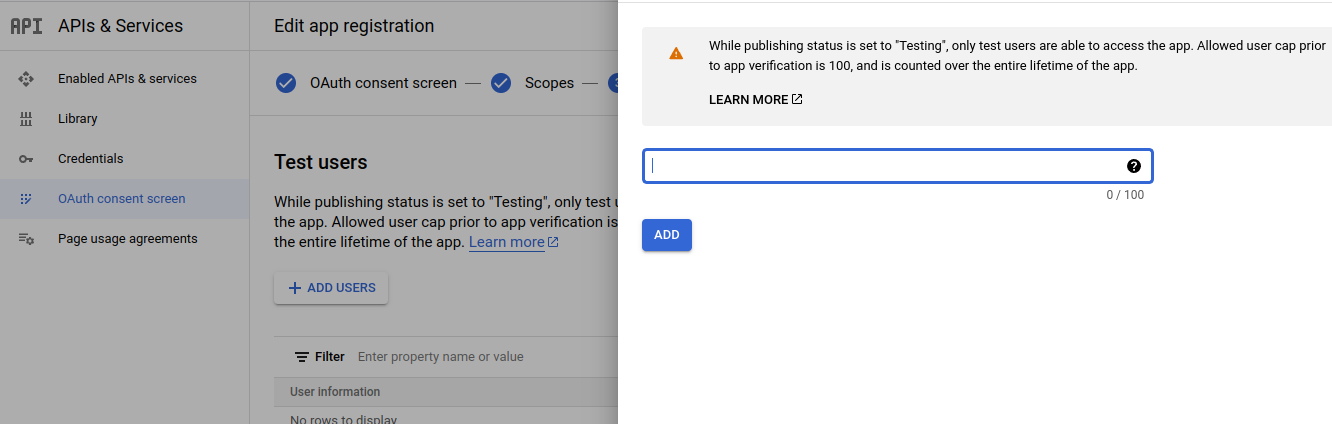 API APIs & Services
Enabled APIs & services
Library
Credentials
OAuth consent screen
Page usage agreements
Edit app registration
OAuth consent screen — Scopes —
Test users
While publishing status is set to "Testing", only test
the app. Allowed user cap prior to app verification is
the entire lifetime of the app. Learn more
+ ADD USERS
Filter Enter property name or value
User information
No rows to display
While publishing status is set to "Testing", only test users are able to access the app. Allowed user cap prior
to app verification is 100, and is counted over the entire lifetime of the app.
LEARN MORE
?
0 / 100
ADD